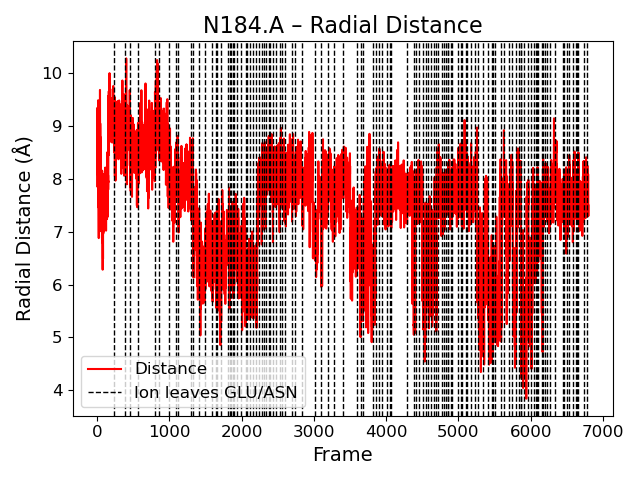 N184.A – Radial Distance
Radial Distance (Å)
10
9
8
7
6
5
4
Distance
Ion leaves GLU/ASN
0 1000 2000 3000 4000 5000 6000 7000
Frame